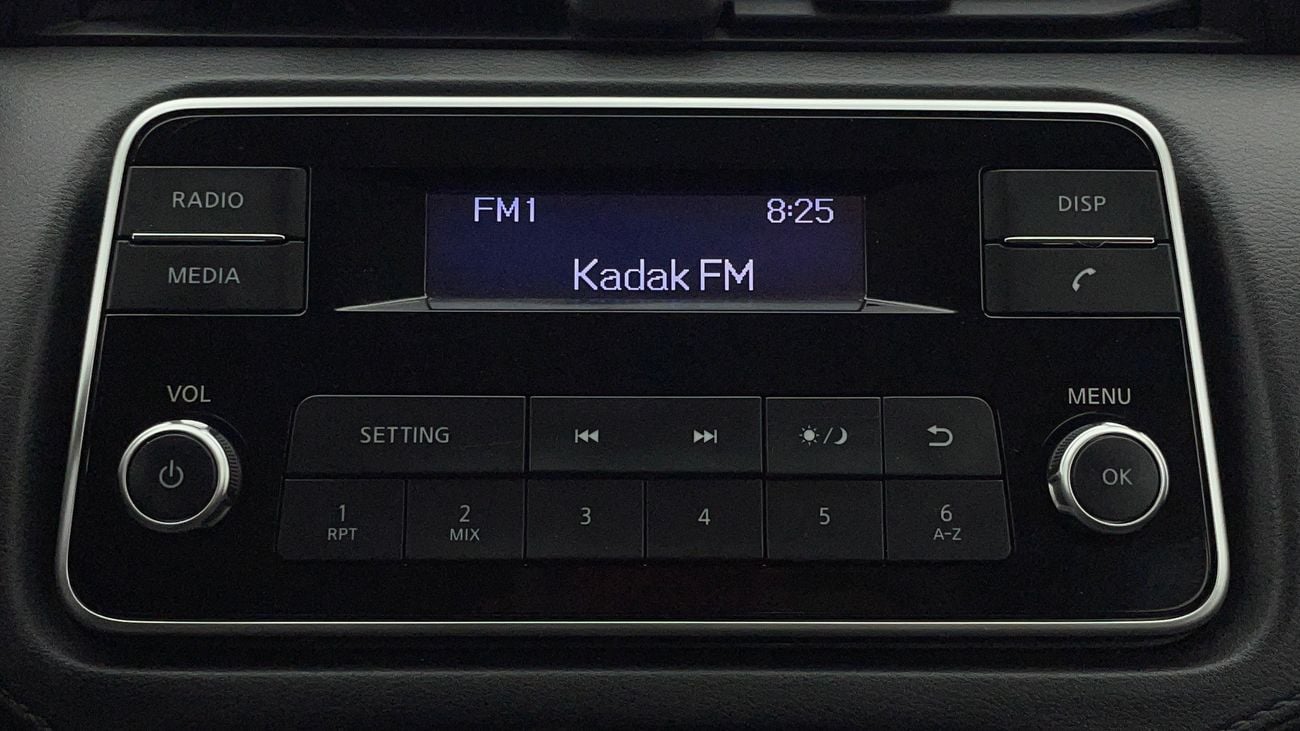 RADIO
FM1 8:25
DISP
MEDIA
Kadak FM
VOL
MENU
SETTING
OK
1 2 3 4 5 6
RPT MIX A-Z